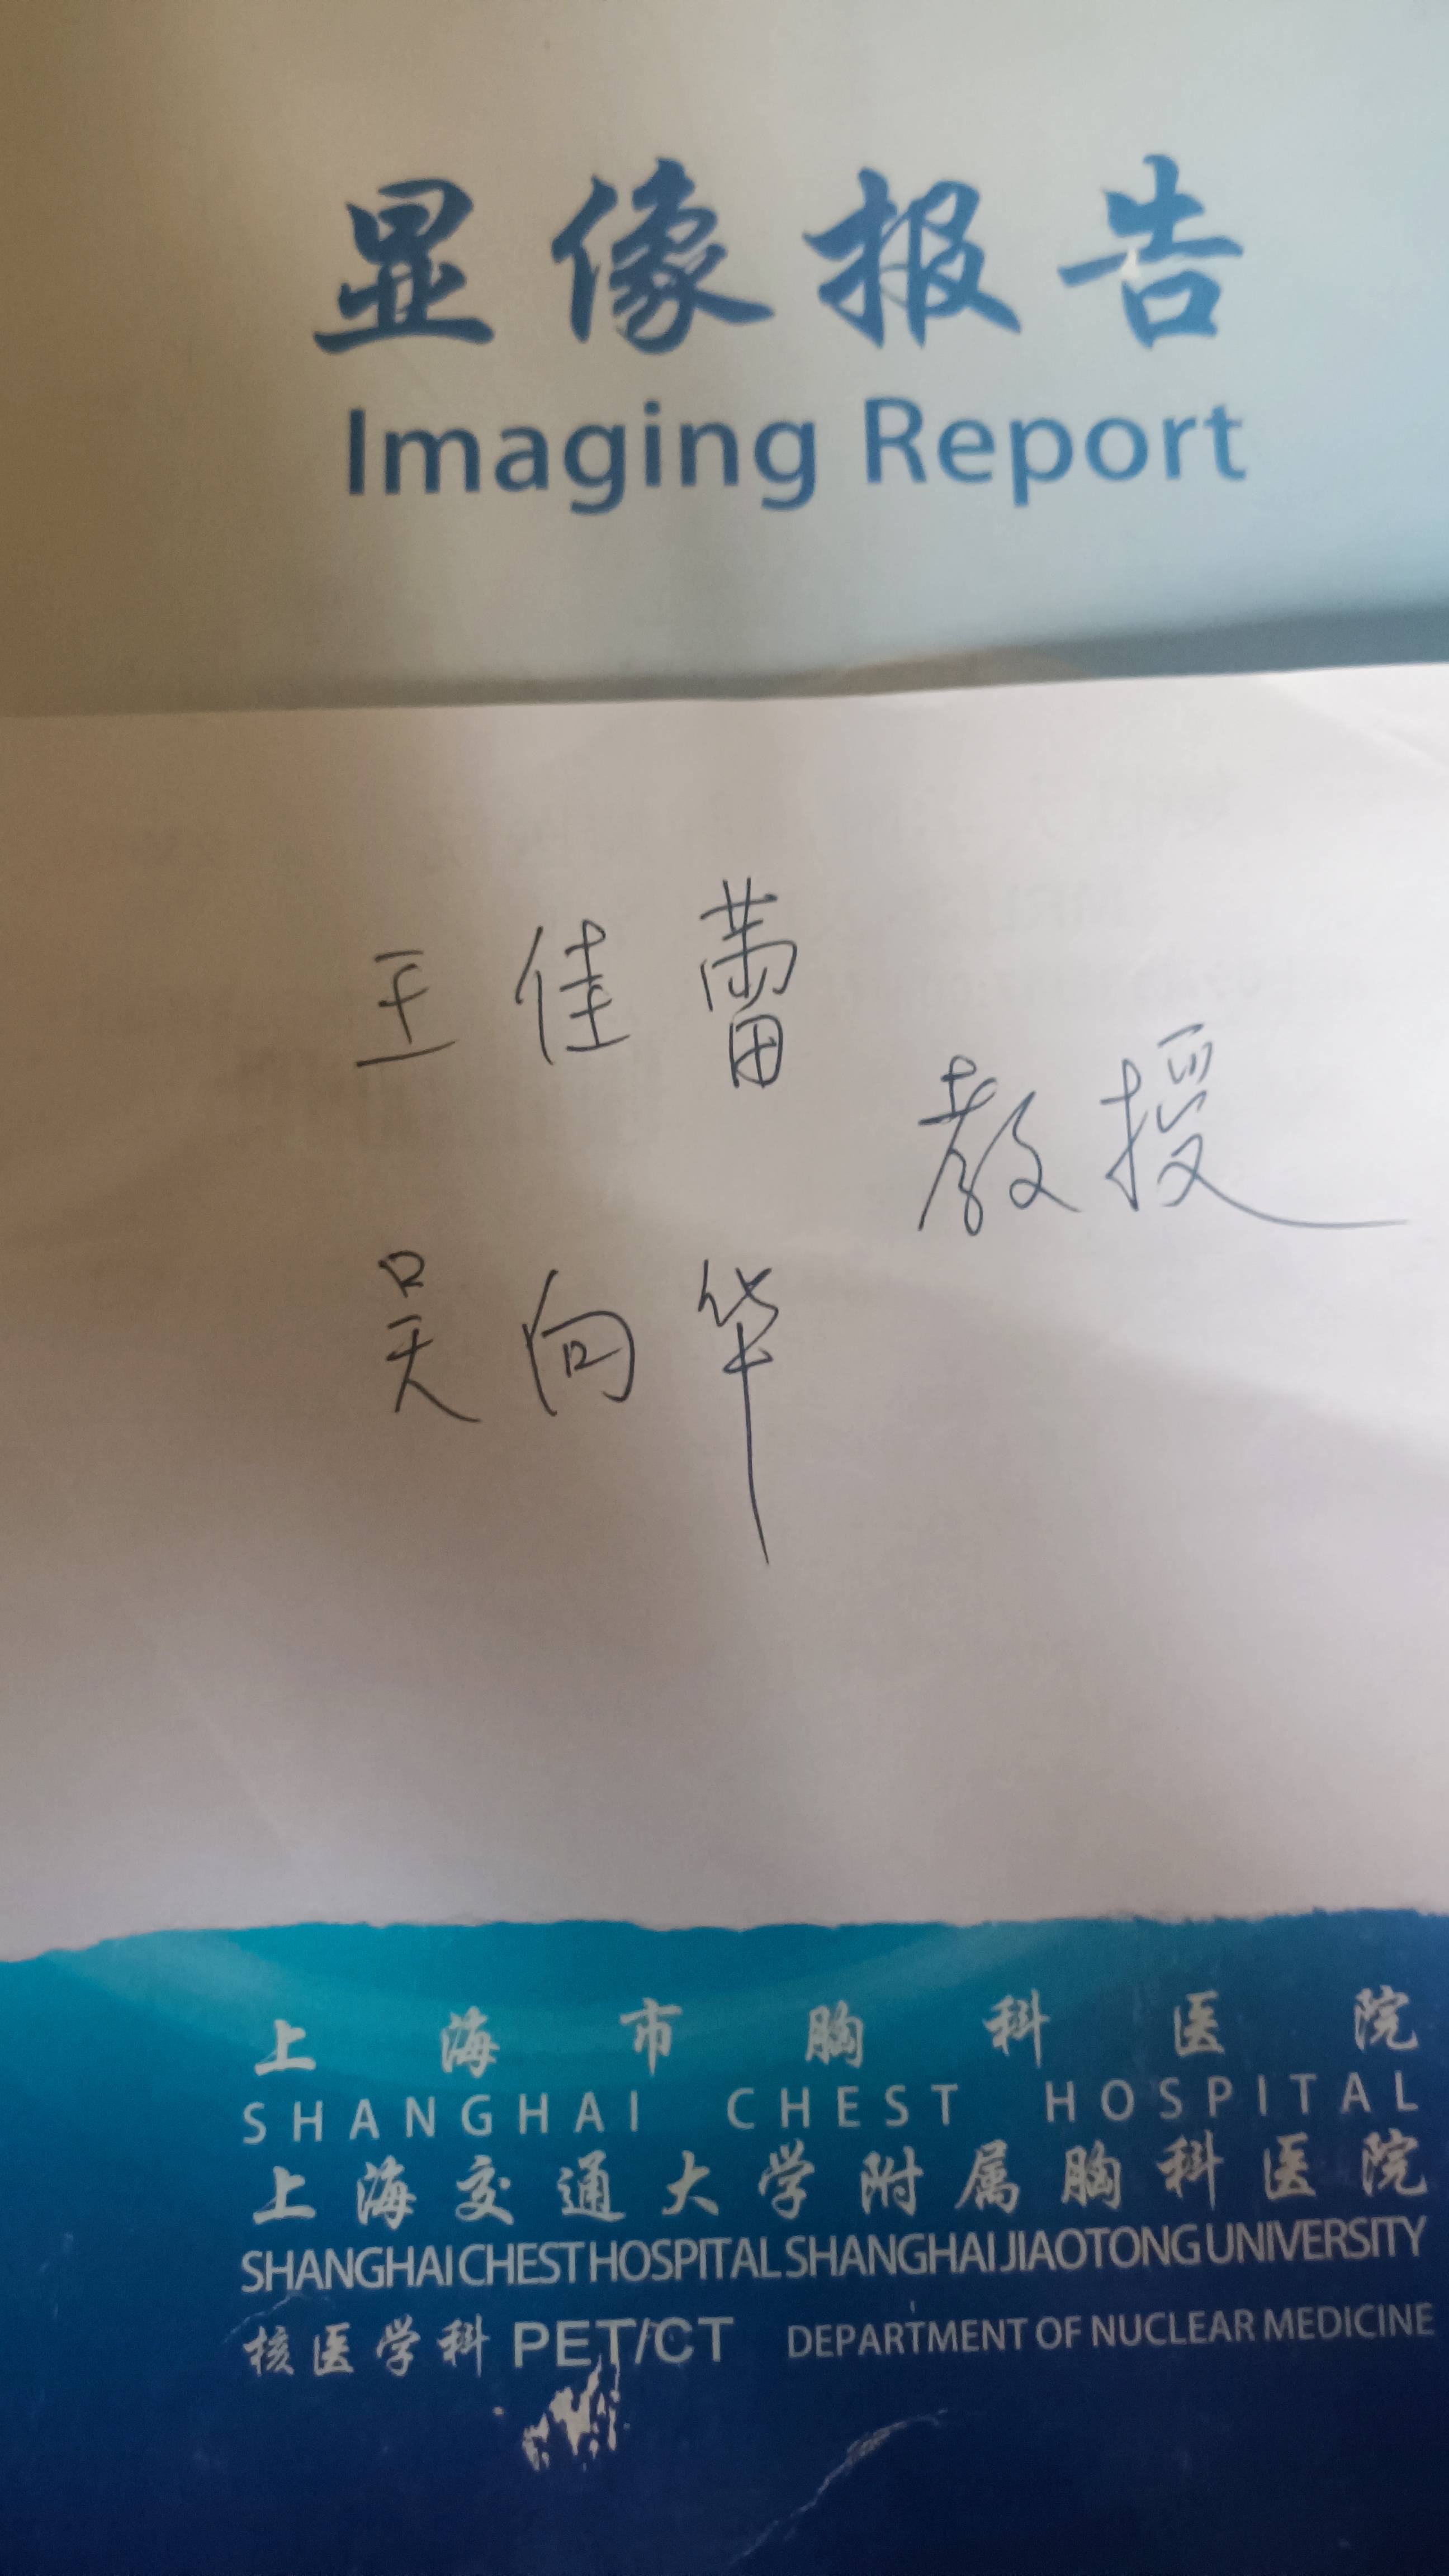 显像报告
Imaging Report
王佳蕾
教授
吴向华
上海市胸科医院
SHANGHAI CHEST HOSPITAL
上海交通大学附属胸科医院
SHANGHAI CHEST HOSPITAL SHANGHAI JIAOTONG UNIVERSITY
核医学科 PET/CT DEPARTMENT OF NUCLEAR MEDICINE